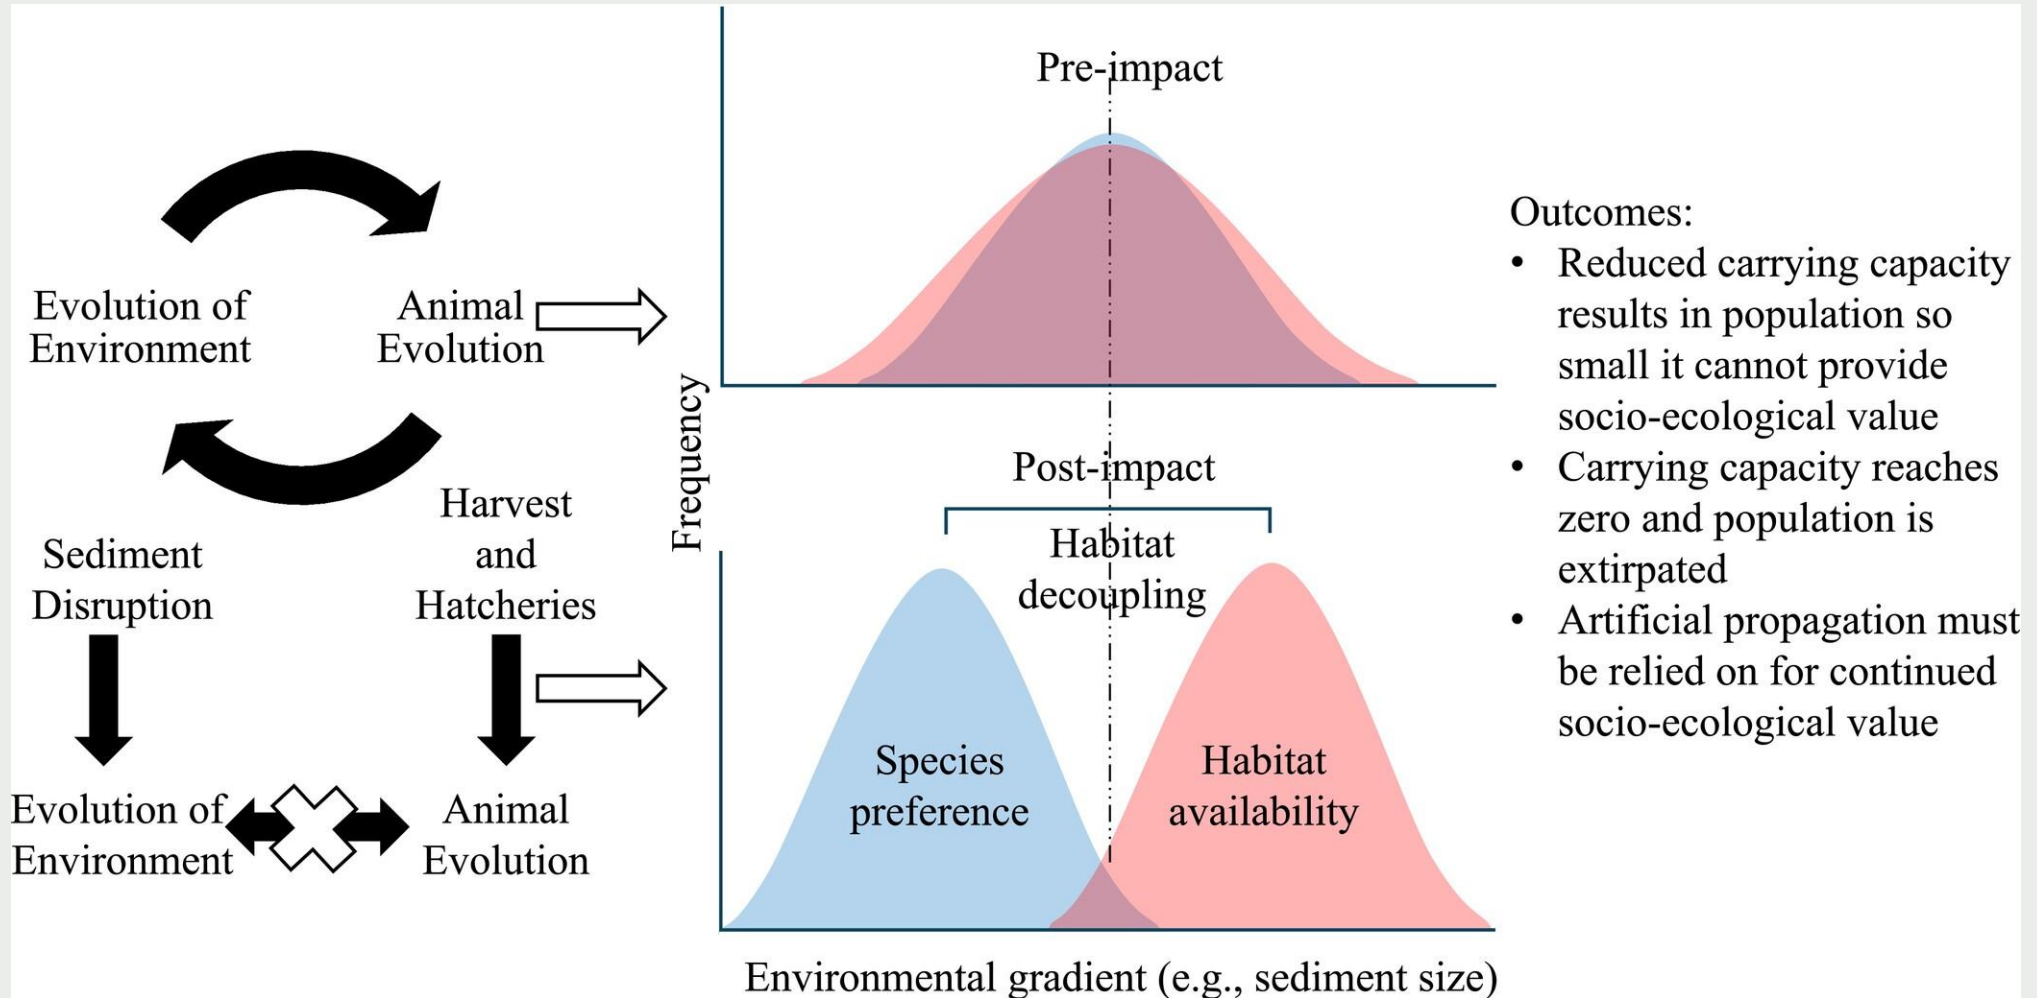 Evolution of
Environment
Animal
Evolution
Sediment
Disruption
Harvest
and
Hatcheries
Evolution of
Environment
Animal
Evolution
Frequency
Pre-impact
Post-impact
Habitat
decoupling
Species
preference
Habitat
availability
Environmental gradient (e.g., sediment size)
Outcomes:
• Reduced carrying capacity
results in population so
small it cannot provide
socio-ecological value
• Carrying capacity reaches
zero and population is
extirpated
• Artificial propagation must
be relied on for continued
socio-ecological value